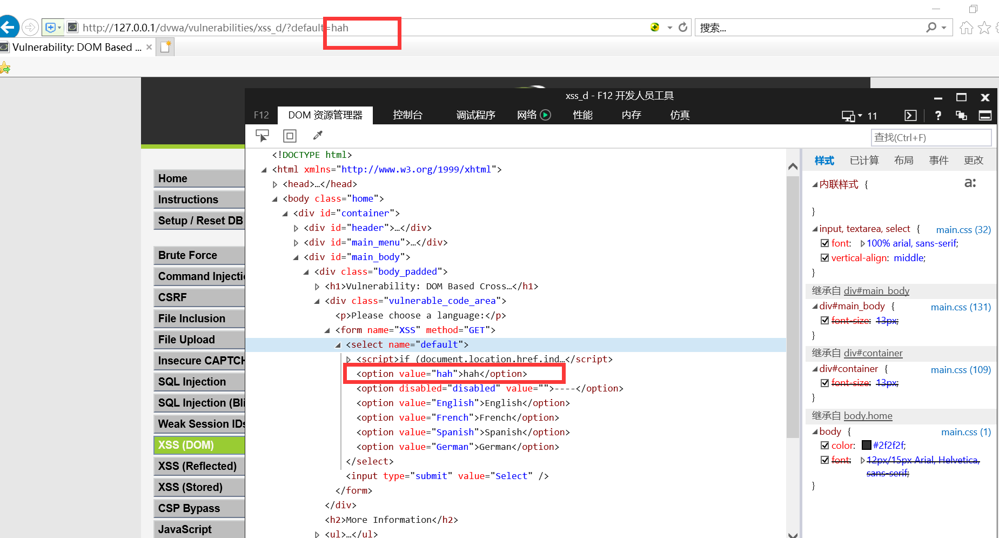 http://127.0.0.1/dvwa/vulnerabilities/xss_d/?default=hah
搜索...
Vulnerability: DOM Based ...
xss_d - F12 开发人员工具
F12 DOM 资源管理器 控制台 调试程序 网络 性能 内存 仿真 11 ?
查找(Ctrl+F)
Home
Instructions
Setup / Reset DB
Brute Force
Command Injectio
CSRF
File Inclusion
File Upload
Insecure CAPTCH
SQL Injection
SQL Injection (Bli
Weak Session IDs
XSS (DOM)
XSS (Reflected)
XSS (Stored)
CSP Bypass
JavaScript
<!DOCTYPE html>
<html xmlns="http://www.w3.org/1999/xhtml">
<head>…</head>
<body class="home">
<div id="container">
<div id="header">…</div>
<div id="main_menu">…</div>
<div id="main_body">
<div class="body_padded">
<h1>Vulnerability: DOM Based Cross…</h1>
<div class="vulnerable_code_area">
<p>Please choose a language:</p>
<form name="XSS" method="GET">
<select name="default">
<script>if (document.location.href.ind…</script>
<option value="hah">hah</option>
<option disabled="disabled" value="">----</option>
<option value="English">English</option>
<option value="French">French</option>
<option value="Spanish">Spanish</option>
<option value="German">German</option>
</select>
<input type="submit" value="Select" />
</form>
</div>
<h2>More Information</h2>
<ul>…</ul>
样式 已计算 布局 事件 更改
内联样式 { a:
}
input, textarea, select { main.css (32)
font: 100% arial, sans-serif;
vertical-align: middle;
}
继承自 div#main_body
div#main_body { main.css (131)
font-size: 13px;
}
继承自 div#container
div#container { main.css (109)
font-size: 13px;
}
继承自 body.home
body { main.css (1)
color: #2f2f2f;
font: 12px/15px Arial, Helvetica,
sans-serif;
}